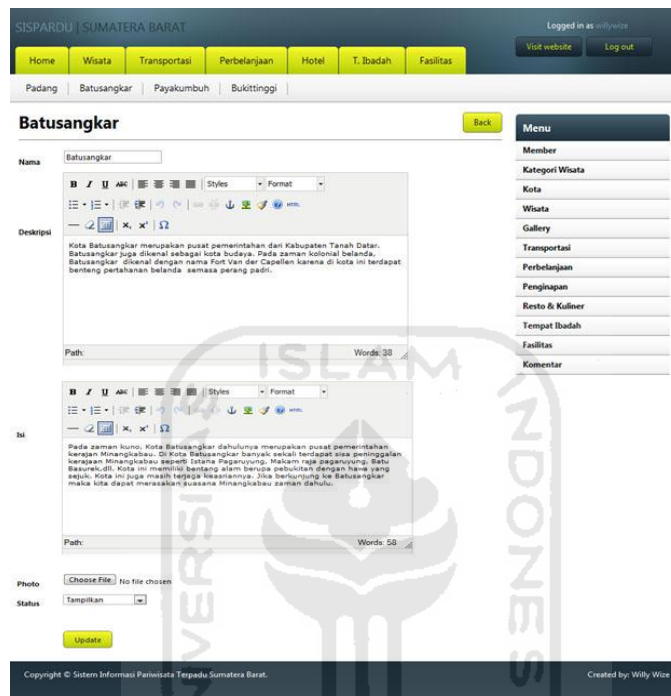 SISPARDU | SUMATERA BARAT
Logged in as willywize
Visit website
Log out
Home
Wisata
Transportasi
Perbelanjaan
Hotel
T. Ibadah
Fasilitas
Padang
Batusangkar
Payakumbuh
Bukittinggi
Batusangkar
Back
Nama
Batusangkar
Deskripsi
B I U ABC
Styles
Format
HTML
Kota Batusangkar merupakan pusat pemerintahan dari Kabupaten Tanah Datar.
Batusangkar juga dikenal sebagai kota budaya. Pada zaman kolonial belanda,
Batusangkar dikenal dengan nama Fort Van der Capellen karena di kota ini terdapat
benteng pertahanan belanda semasa perang padri.
Path:
Words: 38
Isi
B I U ABC
Styles
Format
HTML
Pada zaman kuno, Kota Batusangkar dahulunya merupakan pusat pemerintahan
kerajan Minangkabau. Di Kota Batusangkar banyak sekali terdapat sisa peninggalan
kerajaan Minangkabau seperti Istana Pagaruyung, Makam raja pagaruyung, Batu
Basurek,dll. Kota ini memiliki bentang alam berupa pebukitan dengan hawa yang
sejuk. Kota ini juga masih terjaga keasriannya. Jika berkunjung ke Batusangkar
maka kita dapat merasakan suasana Minangkabau zaman dahulu.
Path:
Words: 58
Photo
Choose File No file chosen
Status
Tampilkan
Update
Menu
Member
Kategori Wisata
Kota
Wisata
Gallery
Transportasi
Perbelanjaan
Penginapan
Resto & Kuliner
Tempat Ibadah
Fasilitas
Komentar
Copyright © Sistem Informasi Pariwisata Terpadu Sumatera Barat.
Created by: Willy Wize
ISLAM
INDONES
VERSI